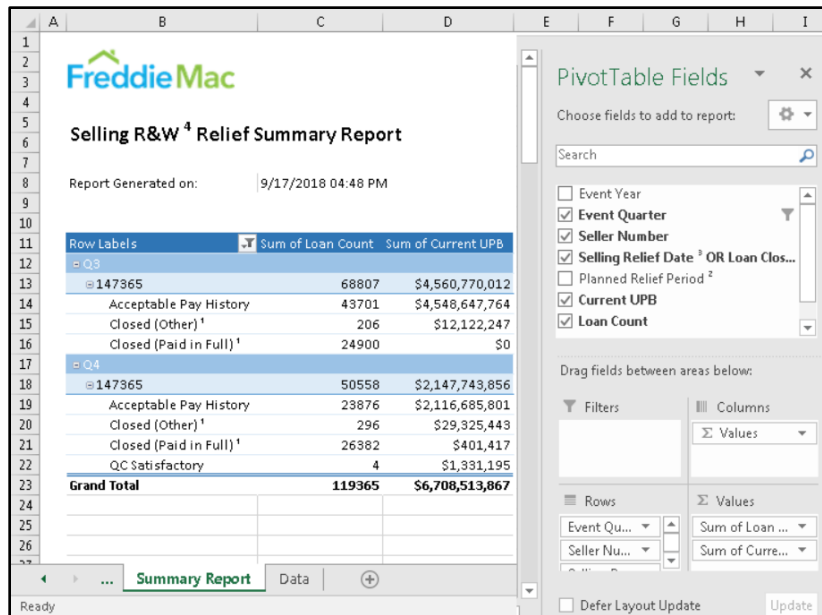 A B C D E F G H I
1
2
3
4
5
6
7
8
9
10
11
12
13
14
15
16
17
18
19
20
21
22
23
24
25
26
Freddie Mac
Selling R&W ⁴ Relief Summary Report
Report Generated on: 9/17/2018 04:48 PM
Row Labels Sum of Loan Count Sum of Current UPB
Q3
147365 68807 $4,560,770,012
Acceptable Pay History 43701 $4,548,647,764
Closed (Other) ¹ 206 $12,122,247
Closed (Paid in Full) ¹ 24900 $0
Q4
147365 50558 $2,147,743,856
Acceptable Pay History 23876 $2,116,685,801
Closed (Other) ¹ 296 $29,325,443
Closed (Paid in Full) ¹ 26382 $401,417
QC Satisfactory 4 $1,331,195
Grand Total 119365 $6,708,513,867
... Summary Report Data
Ready
PivotTable Fields
Choose fields to add to report:
Search
Event Year
Event Quarter
Seller Number
Selling Relief Date ³ OR Loan Clos...
Planned Relief Period ²
Current UPB
Loan Count
Drag fields between areas below:
Filters Columns
Σ Values
Rows Σ Values
Event Qu... Sum of Loan ...
Seller Nu... Sum of Curre...
Defer Layout Update Update